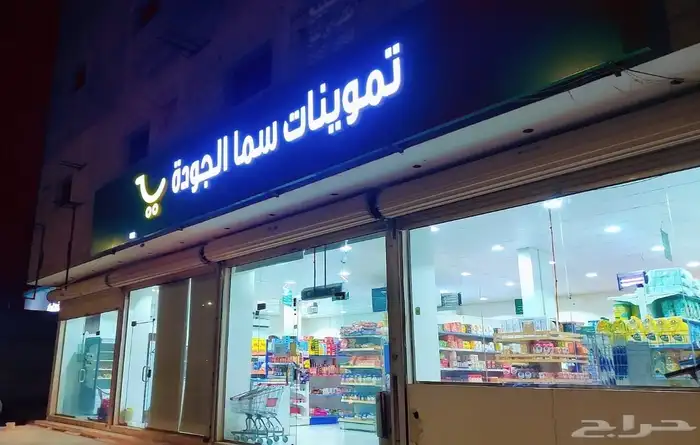 تموينات سما الجودة
حراج